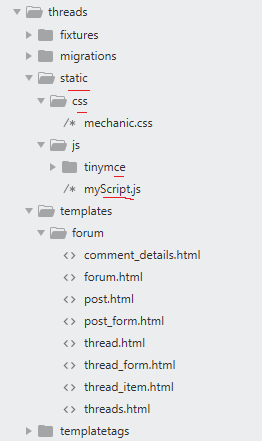 threads
fixtures
migrations
static
css
mechanic.css
js
tinymce
myScript.js
templates
forum
comment_details.html
forum.html
post.html
post_form.html
thread.html
thread_form.html
thread_item.html
threads.html
templatetags